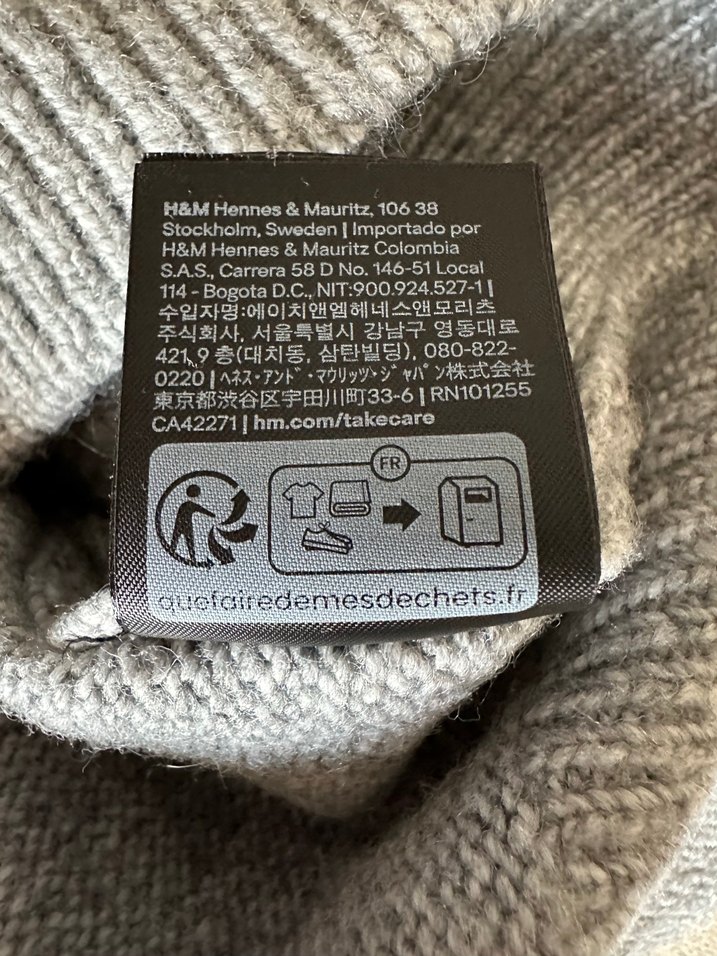 H&M Hennes & Mauritz, 106 38
Stockholm, Sweden | Importado por
H&M Hennes & Mauritz Colombia
S.A.S., Carrera 58 D No. 146-51 Local
114 - Bogota D.C., NIT:900.924.527-1 |
수입자명:에이치앤엠헤네스앤모리츠
주식회사, 서울특별시 강남구 영동대로
421,9 층(대치동, 삼탄빌딩), 080-822-
0220 | ヘネス・アンド・マウリッツ・ジャパン株式会社
東京都渋谷区宇田川町33-6 | RN101255
CA42271 | hm.com/takecare
FR
quefairedemesdechets.fr